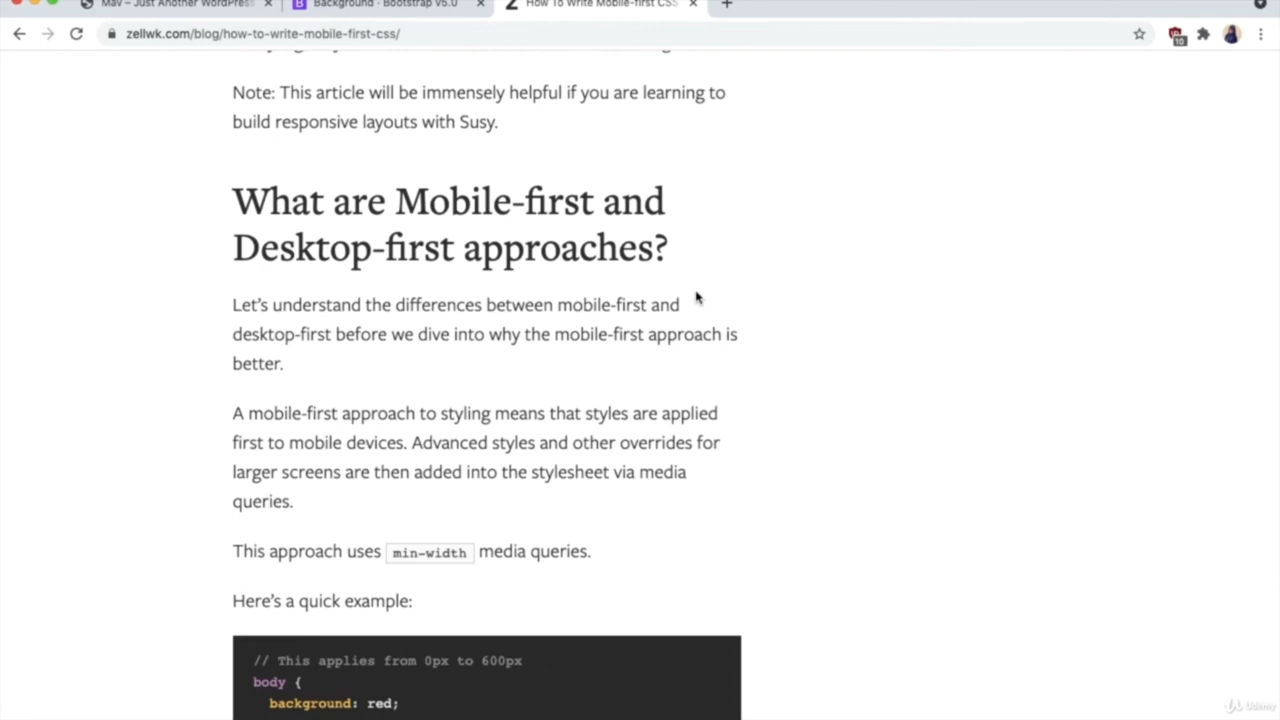 Mav – Just Another WordPress
Background · Bootstrap v5.0
How To Write Mobile-first CSS
zellwk.com/blog/how-to-write-mobile-first-css/
10
Note: This article will be immensely helpful if you are learning to
build responsive layouts with Susy.
What are Mobile-first and
Desktop-first approaches?
Let’s understand the differences between mobile-first and
desktop-first before we dive into why the mobile-first approach is
better.
A mobile-first approach to styling means that styles are applied
first to mobile devices. Advanced styles and other overrides for
larger screens are then added into the stylesheet via media
queries.
This approach uses min-width media queries.
Here’s a quick example:
// This applies from 0px to 600px
body {
background: red;
Udemy